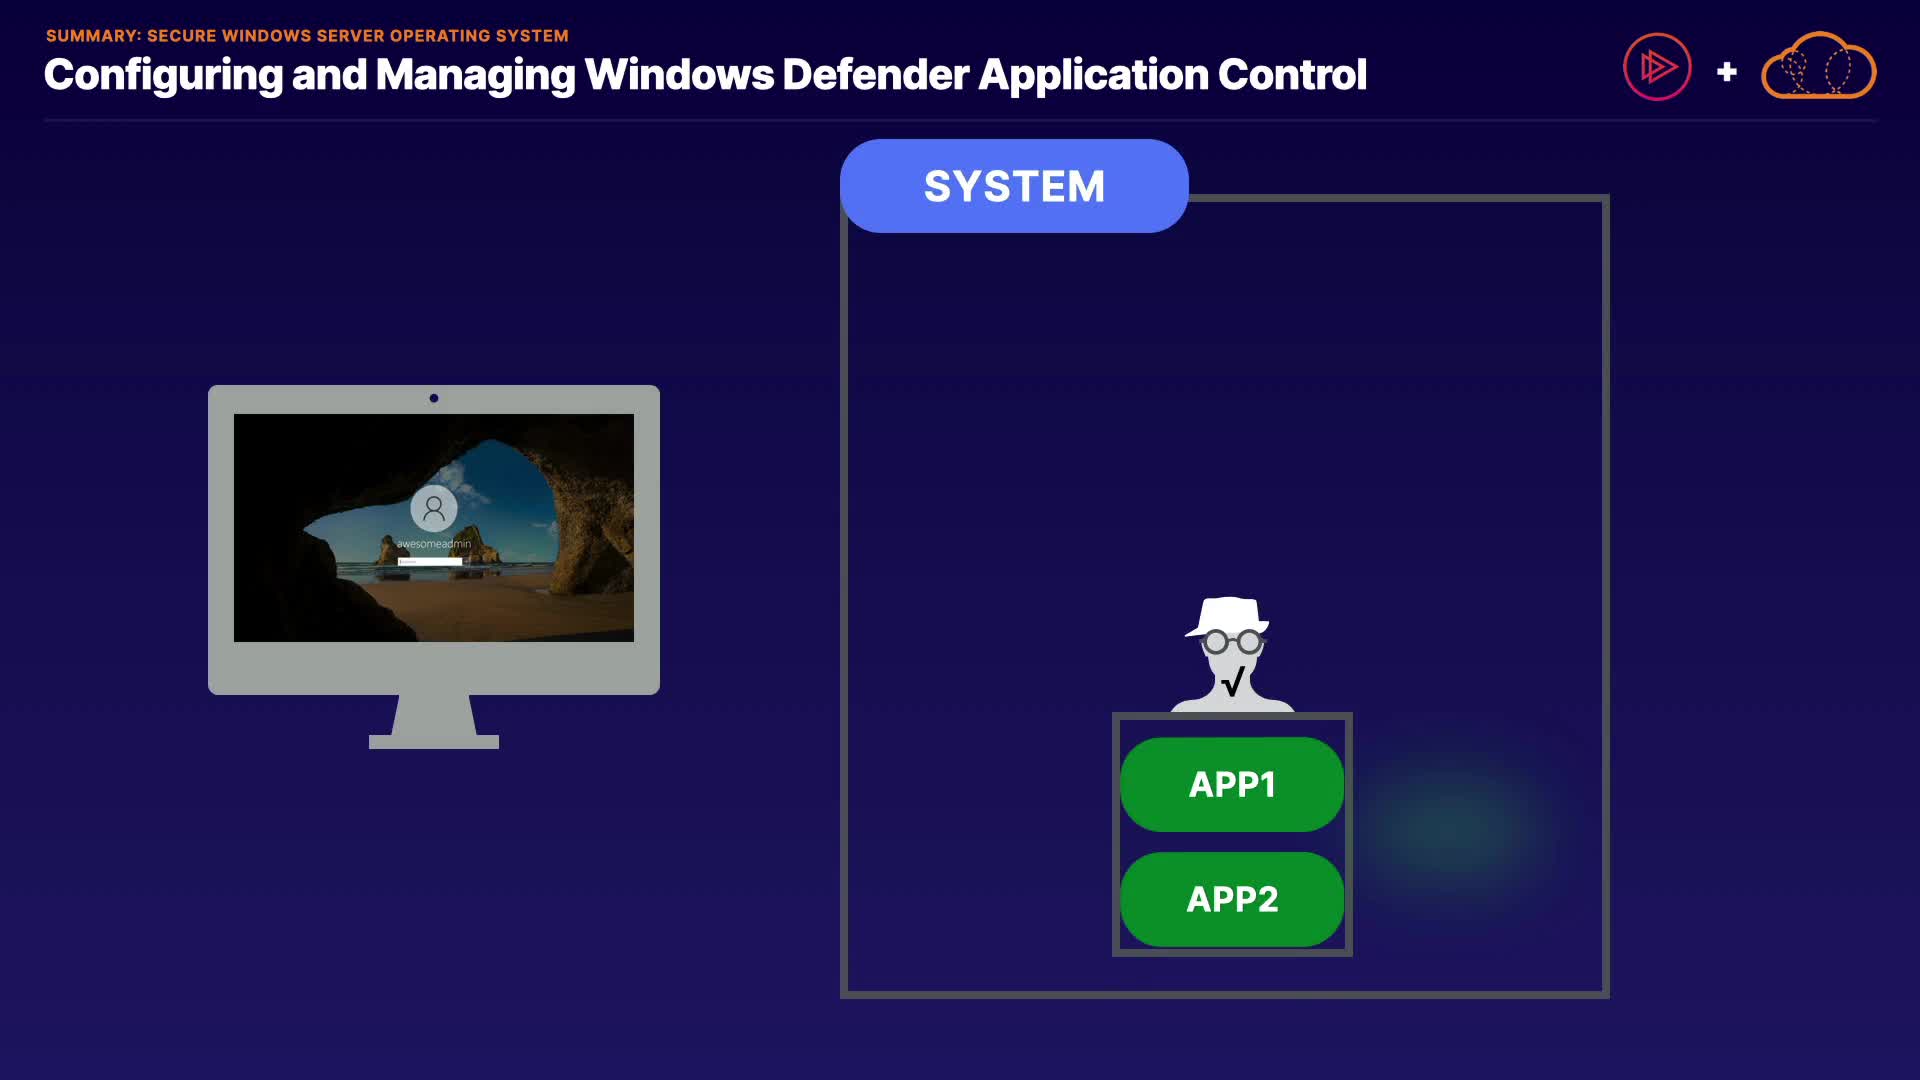 SUMMARY: SECURE WINDOWS SERVER OPERATING SYSTEM
Configuring and Managing Windows Defender Application Control
+
SYSTEM
awesomeadmin
√
APP1
APP2